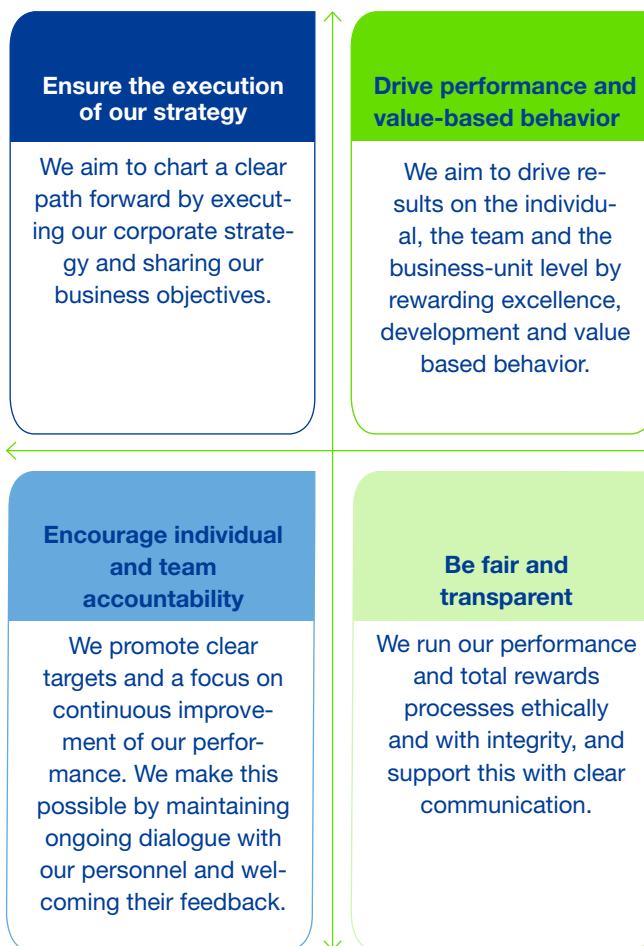 Ensure the execution
of our strategy
We aim to chart a clear
path forward by execut-
ing our corporate strate-
gy and sharing our
business objectives.
Drive performance and
value-based behavior
We aim to drive re-
sults on the individu-
al, the team and the
business-unit level by
rewarding excellence,
development and value
based behavior.
Encourage individual
and team
accountability
We promote clear
targets and a focus on
continuous improve-
ment of our perfor-
mance. We make this
possible by maintaining
ongoing dialogue with
our personnel and wel-
coming their feedback.
Be fair and
transparent
We run our performance
and total rewards
processes ethically
and with integrity, and
support this with clear
communication.